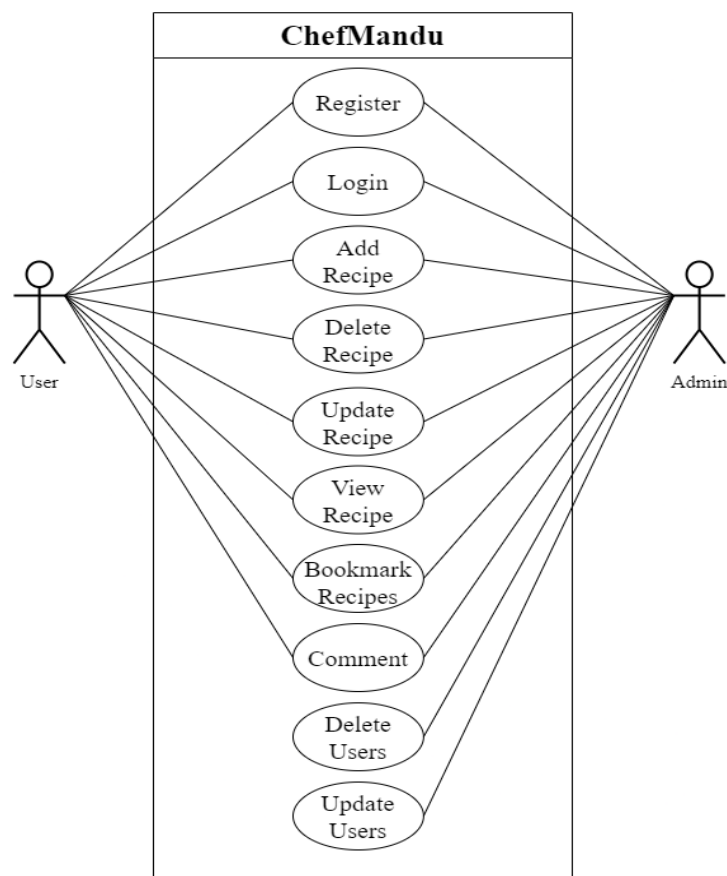 ChefMandu
Register
Login
Add
Recipe
Delete
Recipe
User
Admin
Update
Recipe
View
Recipe
Bookmark
Recipes
Comment
Delete
Users
Update
Users